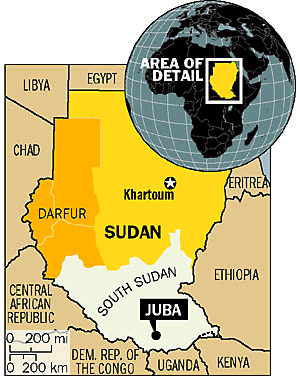 AREA OF
DETAIL
LIBYA
EGYPT
CHAD
Khartoum
ERITREA
DARFUR
SUDAN
ETHIOPIA
SOUTH SUDAN
CENTRAL
AFRICAN
REPUBLIC
JUBA
0 200 mi
0 200 km
DEM. REP. OF
THE CONGO
UGANDA
KENYA